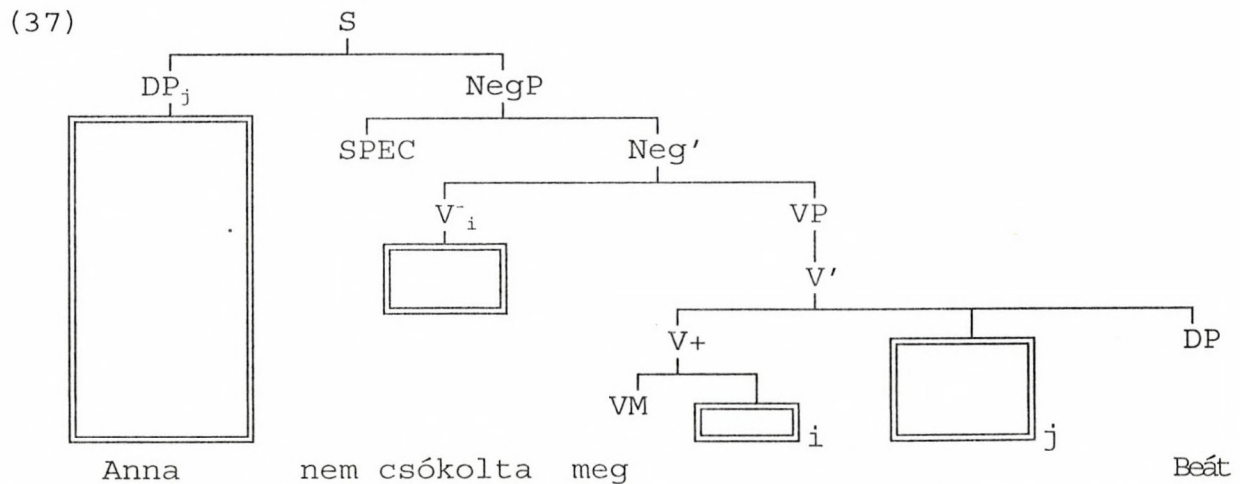 (37) S
DPⱼ NegP
SPEC Neg′
V⁻ᵢ VP
V′
V+ DP
VM
i j
Anna nem csókolta meg Beát